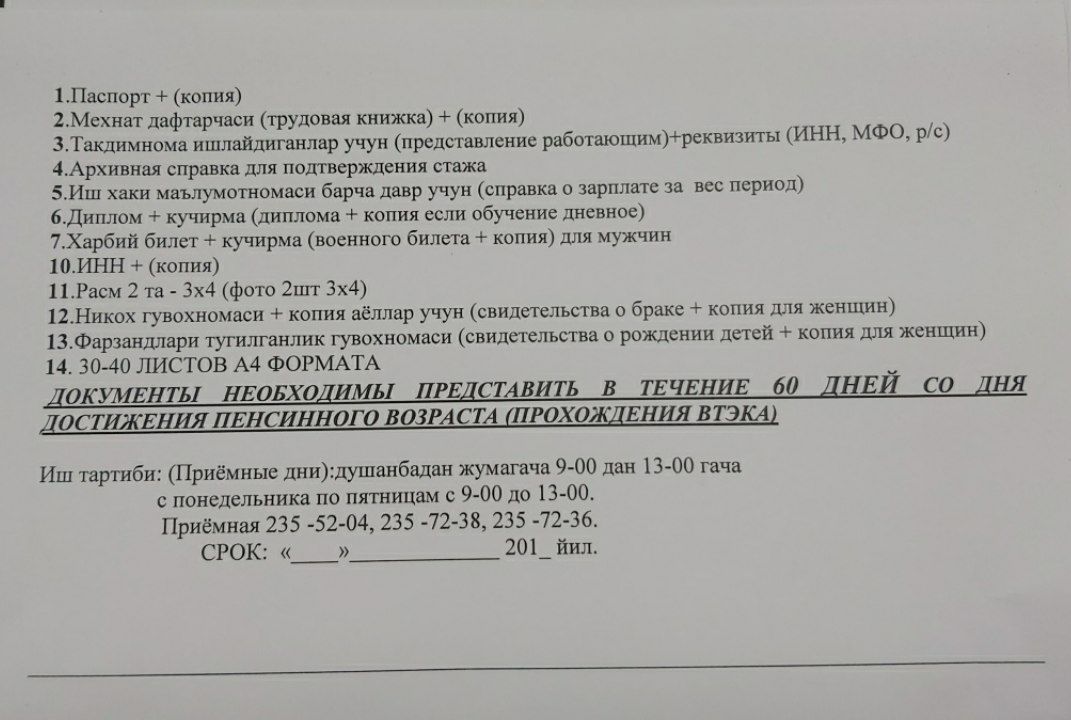 1.Паспорт + (копия)
2.Мехнат дафтарчаси (трудовая книжка) + (копия)
3.Такдимнома ишлайдиганлар учун (представление работающим)+реквизиты (ИНН, МФО, р/с)
4.Архивная справка для подтверждения стажа
5.Иш хаки маълумотномаси барча давр учун (справка о зарплате за вес период)
6.Диплом + кучирма (диплома + копия если обучение дневное)
7.Харбий билет + кучирма (военного билета + копия) для мужчин
10.ИНН + (копия)
11.Расм 2 та - 3х4 (фото 2шт 3х4)
12.Никох гувохномаси + копия аёллар учун (свидетельства о браке + копия для женщин)
13.Фарзандлари тугилганлик гувохномаси (свидетельства о рождении детей + копия для женщин)
14. 30-40 ЛИСТОВ А4 ФОРМАТА
ДОКУМЕНТЫ НЕОБХОДИМЫ ПРЕДСТАВИТЬ В ТЕЧЕНИЕ 60 ДНЕЙ СО ДНЯ
ДОСТИЖЕНИЯ ПЕНСИННОГО ВОЗРАСТА (ПРОХОЖДЕНИЯ ВТЭКА)
Иш тартиби: (Приёмные дни):душанбадан жумагача 9-00 дан 13-00 гача
с понедельника по пятницам с 9-00 до 13-00.
Приёмная 235 -52-04, 235 -72-38, 235 -72-36.
СРОК: «____»_____________ 201_ йил.